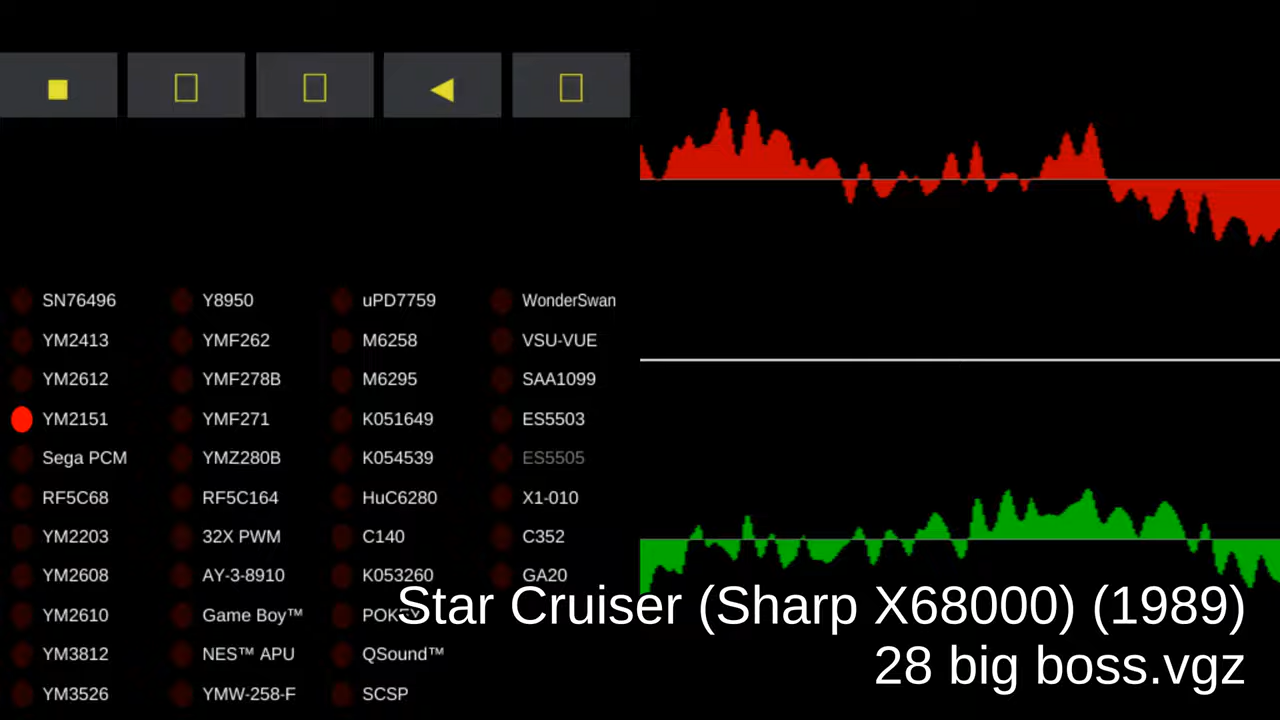 SN76496
YM2413
YM2612
YM2151
Sega PCM
RF5C68
YM2203
YM2608
YM2610
YM3812
YM3526
Y8950
YMF262
YMF278B
YMF271
YMZ280B
RF5C164
32X PWM
AY-3-8910
Game Boy™
NES™ APU
YMW-258-F
uPD7759
M6258
M6295
K051649
K054539
HuC6280
C140
K053260
POKEY
QSound™
SCSP
WonderSwan
VSU-VUE
SAA1099
ES5503
ES5505
X1-010
C352
GA20
Star Cruiser (Sharp X68000) (1989)
28 big boss.vgz